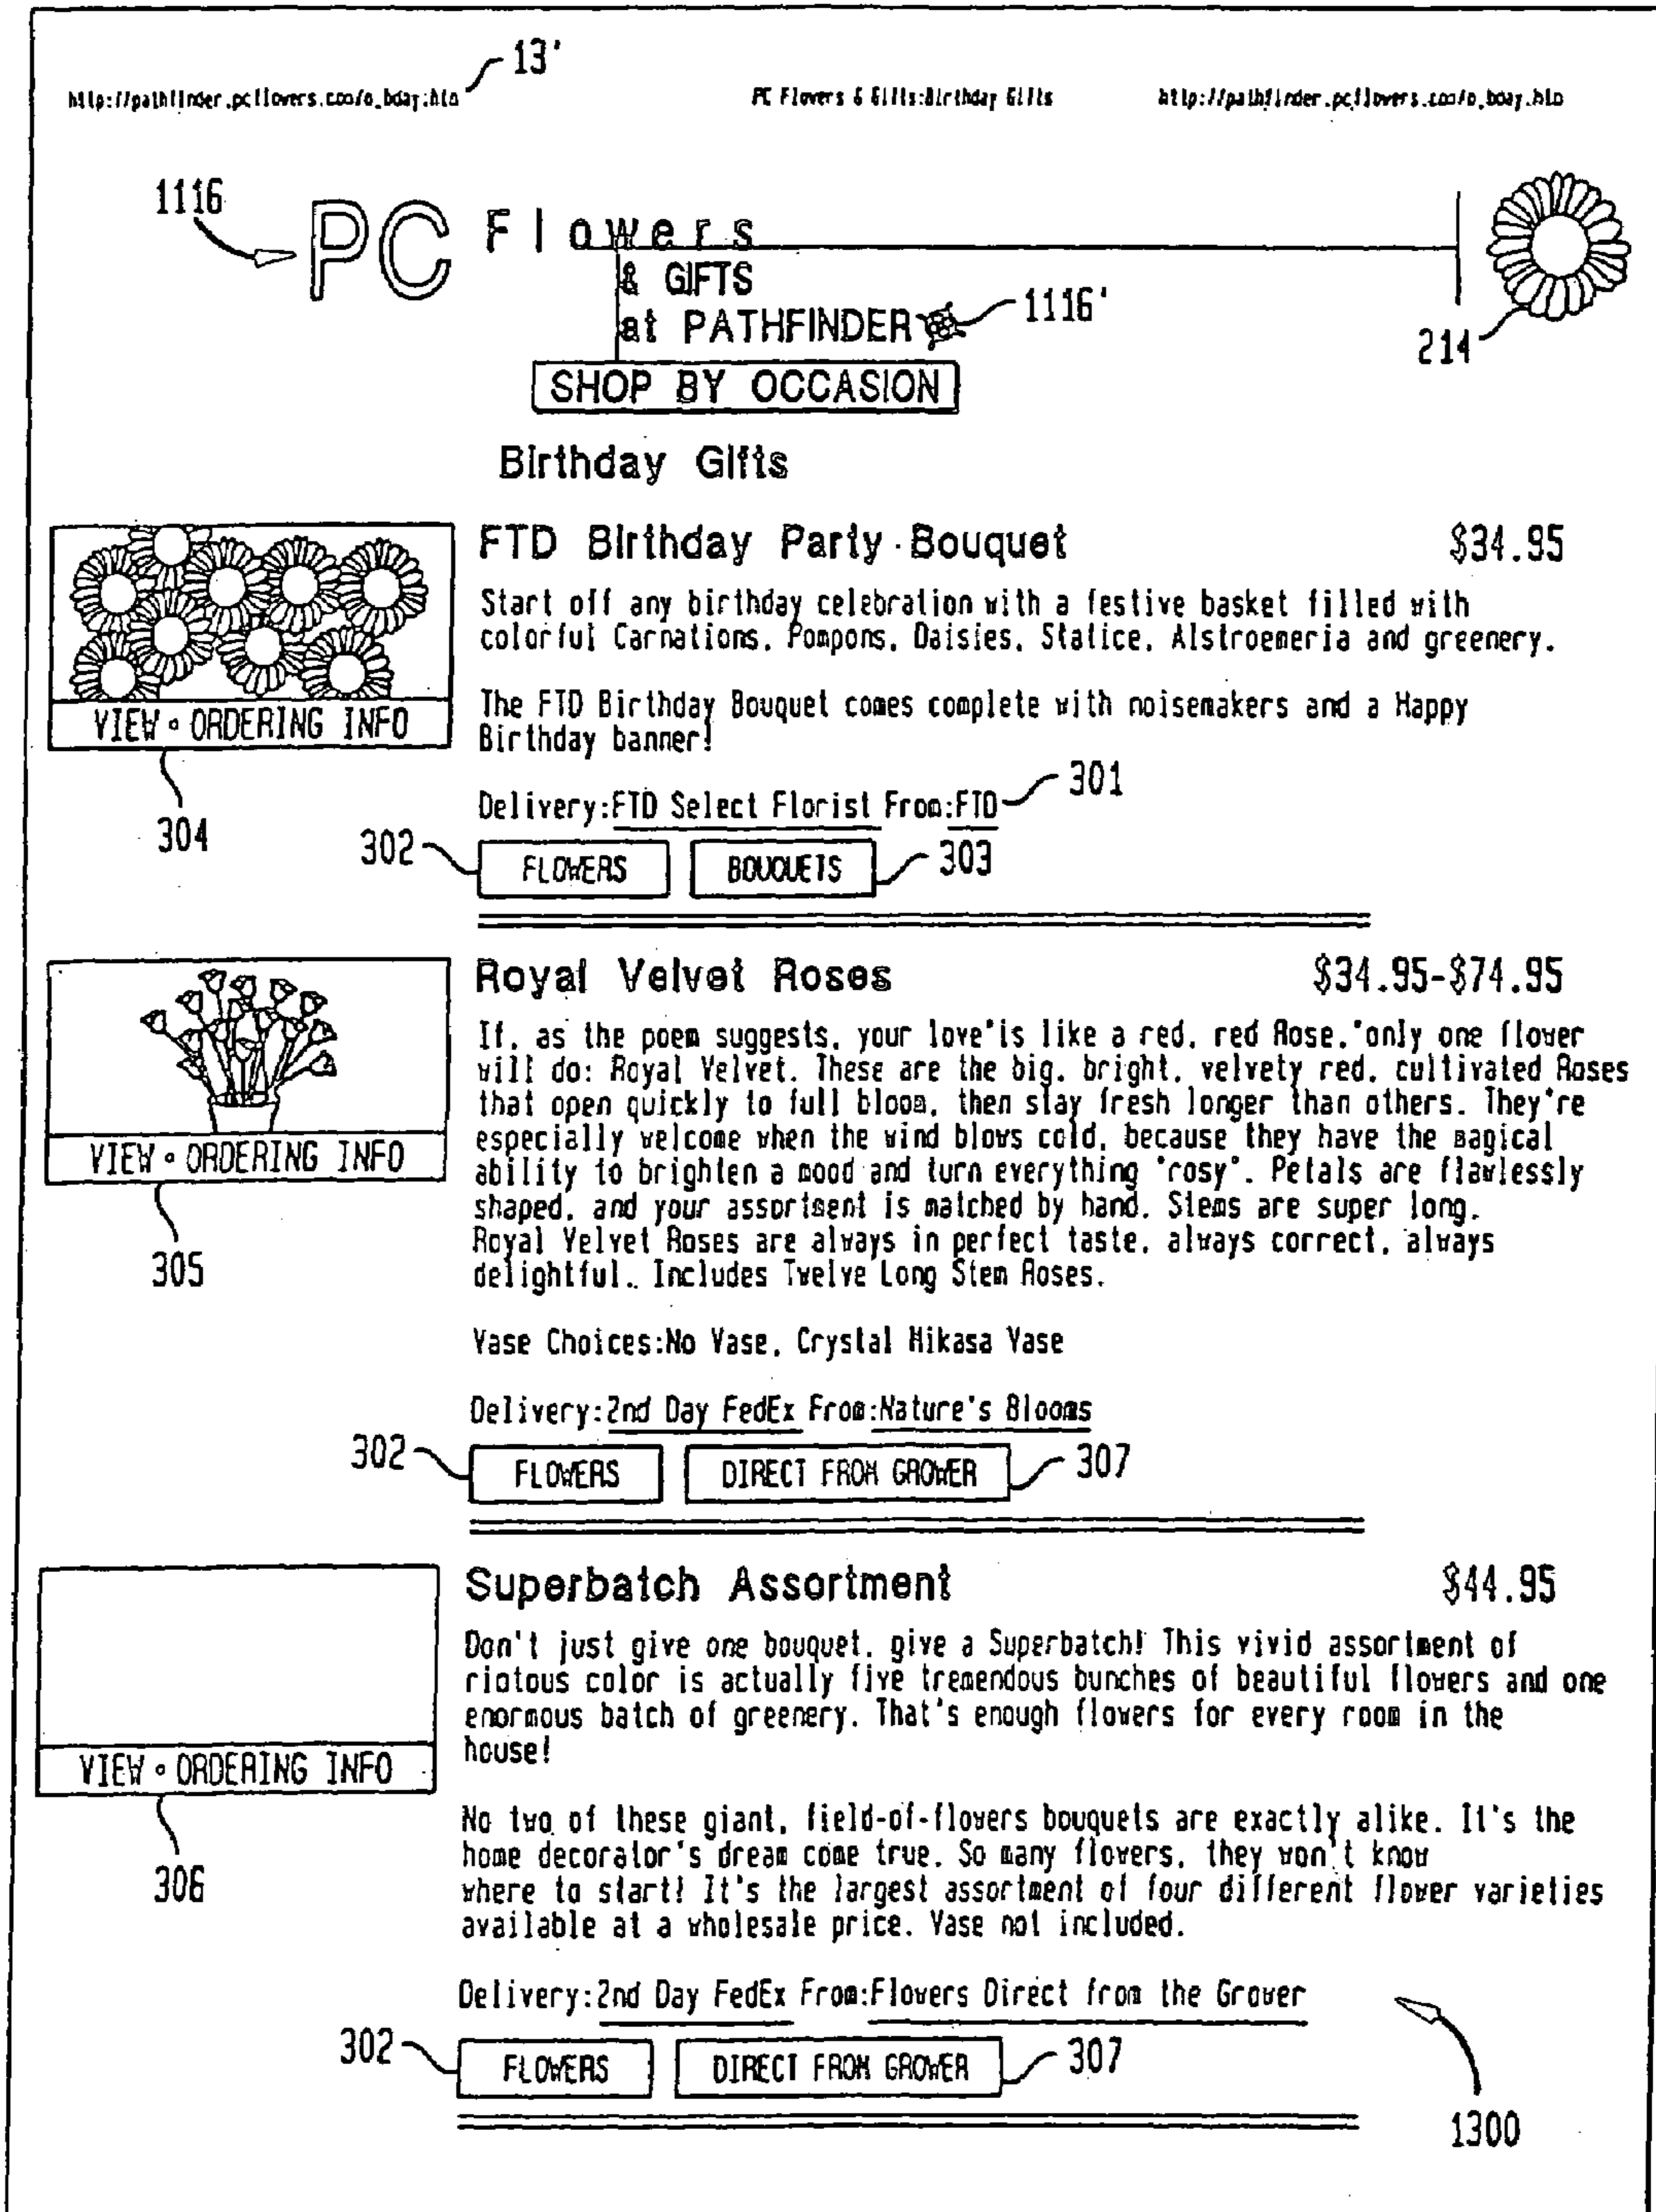 13'
PC Flowers & Gifts:Birthday Gifts
1116
PC Flowers
& GIFTS
at PATHFINDER
1116'
214
SHOP BY OCCASION
Birthday Gifts
FTD Birthday Party Bouquet $34.95
Start off any birthday celebration with a festive basket filled with
colorful Carnations, Pompons, Daisies, Statice, Alstroemeria and greenery.
The FTD Birthday Bouquet comes complete with noisemakers and a Happy
Birthday banner!
VIEW • ORDERING INFO
304
Delivery:FTD Select Florist From:FTD
301
302
FLOWERS
BOUQUETS
303
Royal Velvet Roses $34.95-$74.95
If, as the poem suggests, your love"is like a red, red Rose,"only one flower
will do: Royal Velvet. These are the big, bright, velvety red, cultivated Roses
that open quickly to full bloom, then stay fresh longer than others. They're
especially welcome when the wind blows cold, because they have the magical
ability to brighten a mood and turn everything "rosy". Petals are flawlessly
shaped, and your assortment is matched by hand. Stems are super long.
Royal Velvet Roses are always in perfect taste, always correct, always
delightful. Includes Twelve Long Stem Roses.
VIEW • ORDERING INFO
305
Vase Choices:No Vase, Crystal Mikasa Vase
Delivery:2nd Day FedEx From:Nature's Blooms
302
FLOWERS
DIRECT FROM GROWER
307
Superbatch Assortment $44.95
Don't just give one bouquet, give a Superbatch! This vivid assortment of
riotous color is actually five tremendous bunches of beautiful flowers and one
enormous batch of greenery. That's enough flowers for every room in the
house!
VIEW • ORDERING INFO
306
No two of these giant, field-of-flowers bouquets are exactly alike. It's the
home decorator's dream come true. So many flowers, they won't know
where to start! It's the largest assortment of four different flower varieties
available at a wholesale price. Vase not included.
Delivery:2nd Day FedEx From:Flowers Direct from the Grower
302
FLOWERS
DIRECT FROM GROWER
307
1300